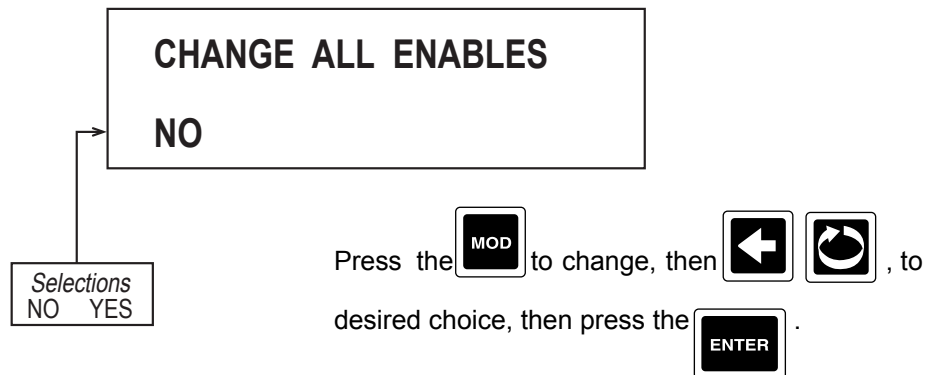 CHANGE ALL ENABLES
NO
Selections
NO YES
Press the MOD to change, then , to
desired choice, then press the ENTER .